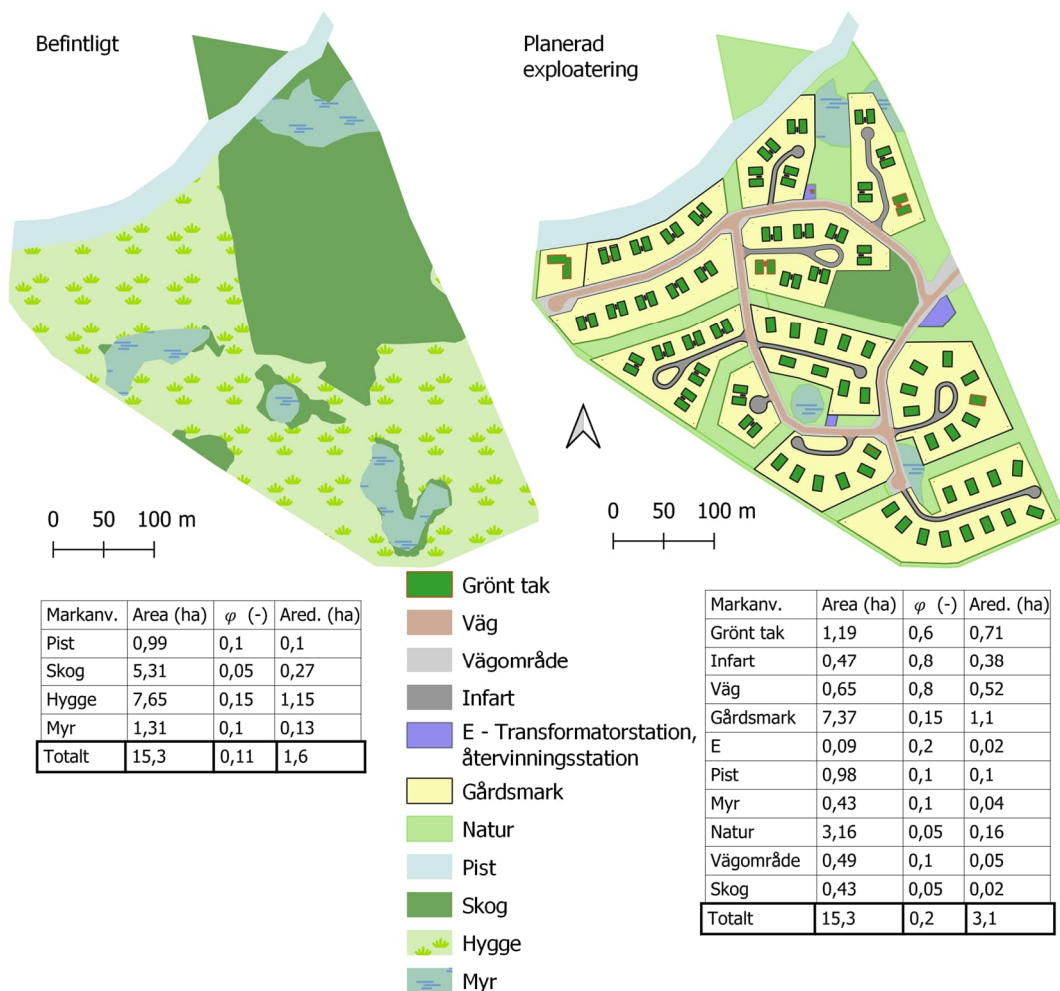 Befintligt
Planerad
exploatering
0 50 100 m
0 50 100 m
Markanv. Area (ha) φ (-) Ared. (ha)
Pist 0,99 0,1 0,1
Skog 5,31 0,05 0,27
Hygge 7,65 0,15 1,15
Myr 1,31 0,1 0,13
Totalt 15,3 0,11 1,6
Grönt tak
Väg
Vägområde
Infart
E - Transformatorstation,
återvinningsstation
Gårdsmark
Natur
Pist
Skog
Hygge
Myr
Markanv. Area (ha) φ (-) Ared. (ha)
Grönt tak 1,19 0,6 0,71
Infart 0,47 0,8 0,38
Väg 0,65 0,8 0,52
Gårdsmark 7,37 0,15 1,1
E 0,09 0,2 0,02
Pist 0,98 0,1 0,1
Myr 0,43 0,1 0,04
Natur 3,16 0,05 0,16
Vägområde 0,49 0,1 0,05
Skog 0,43 0,05 0,02
Totalt 15,3 0,2 3,1